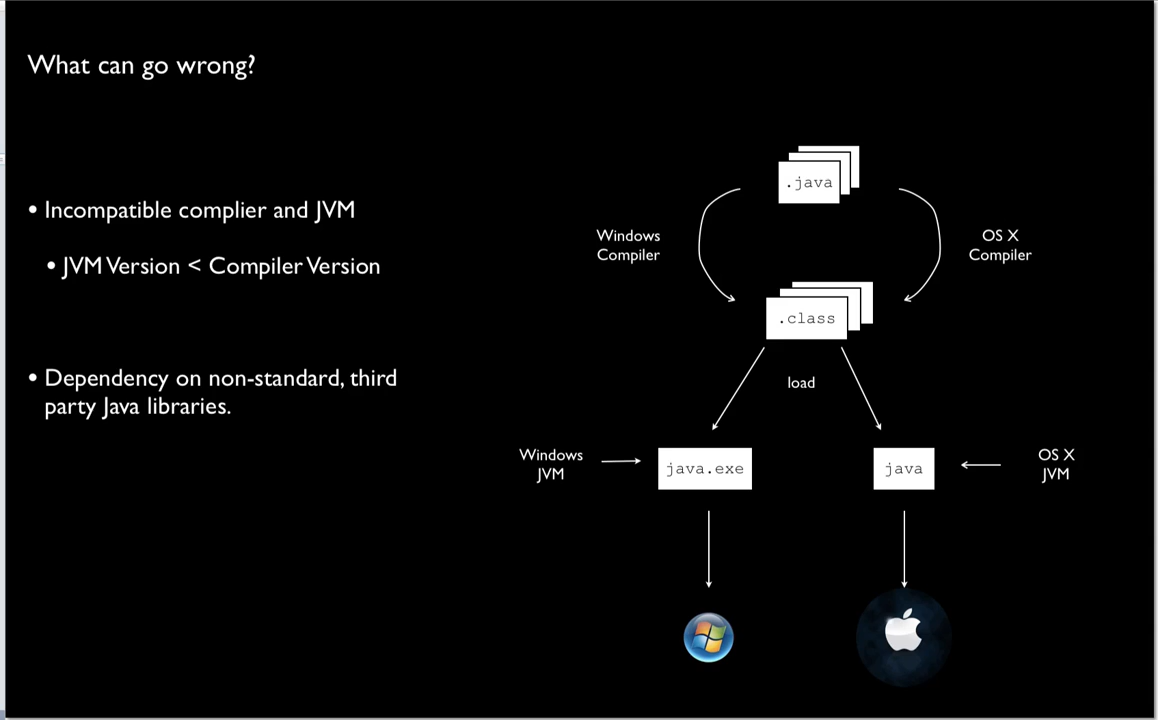 What can go wrong?
• Incompatible complier and JVM
• JVM Version < Compiler Version
• Dependency on non-standard, third
party Java libraries.
.java
Windows
Compiler
OS X
Compiler
.class
load
Windows
JVM
java.exe
java
OS X
JVM